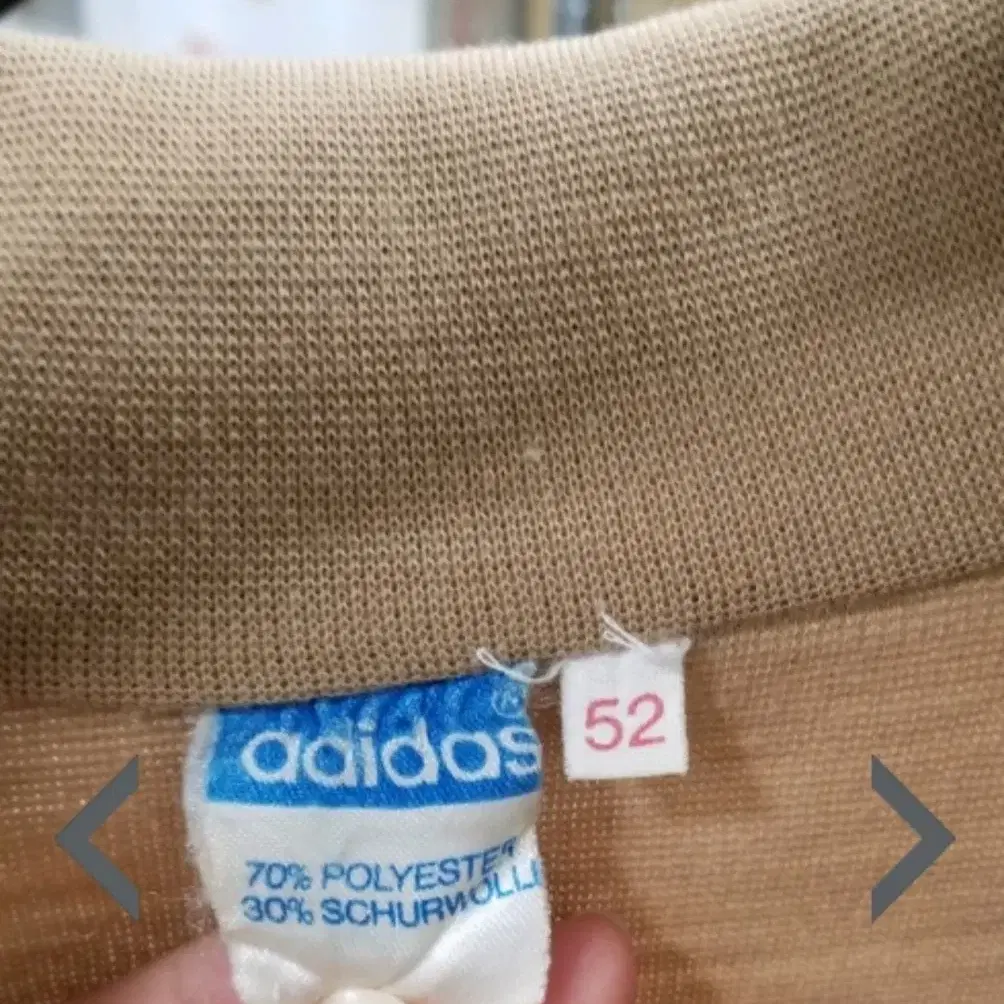 adidas
52
70% POLYESTER
30% SCHURWOLLE